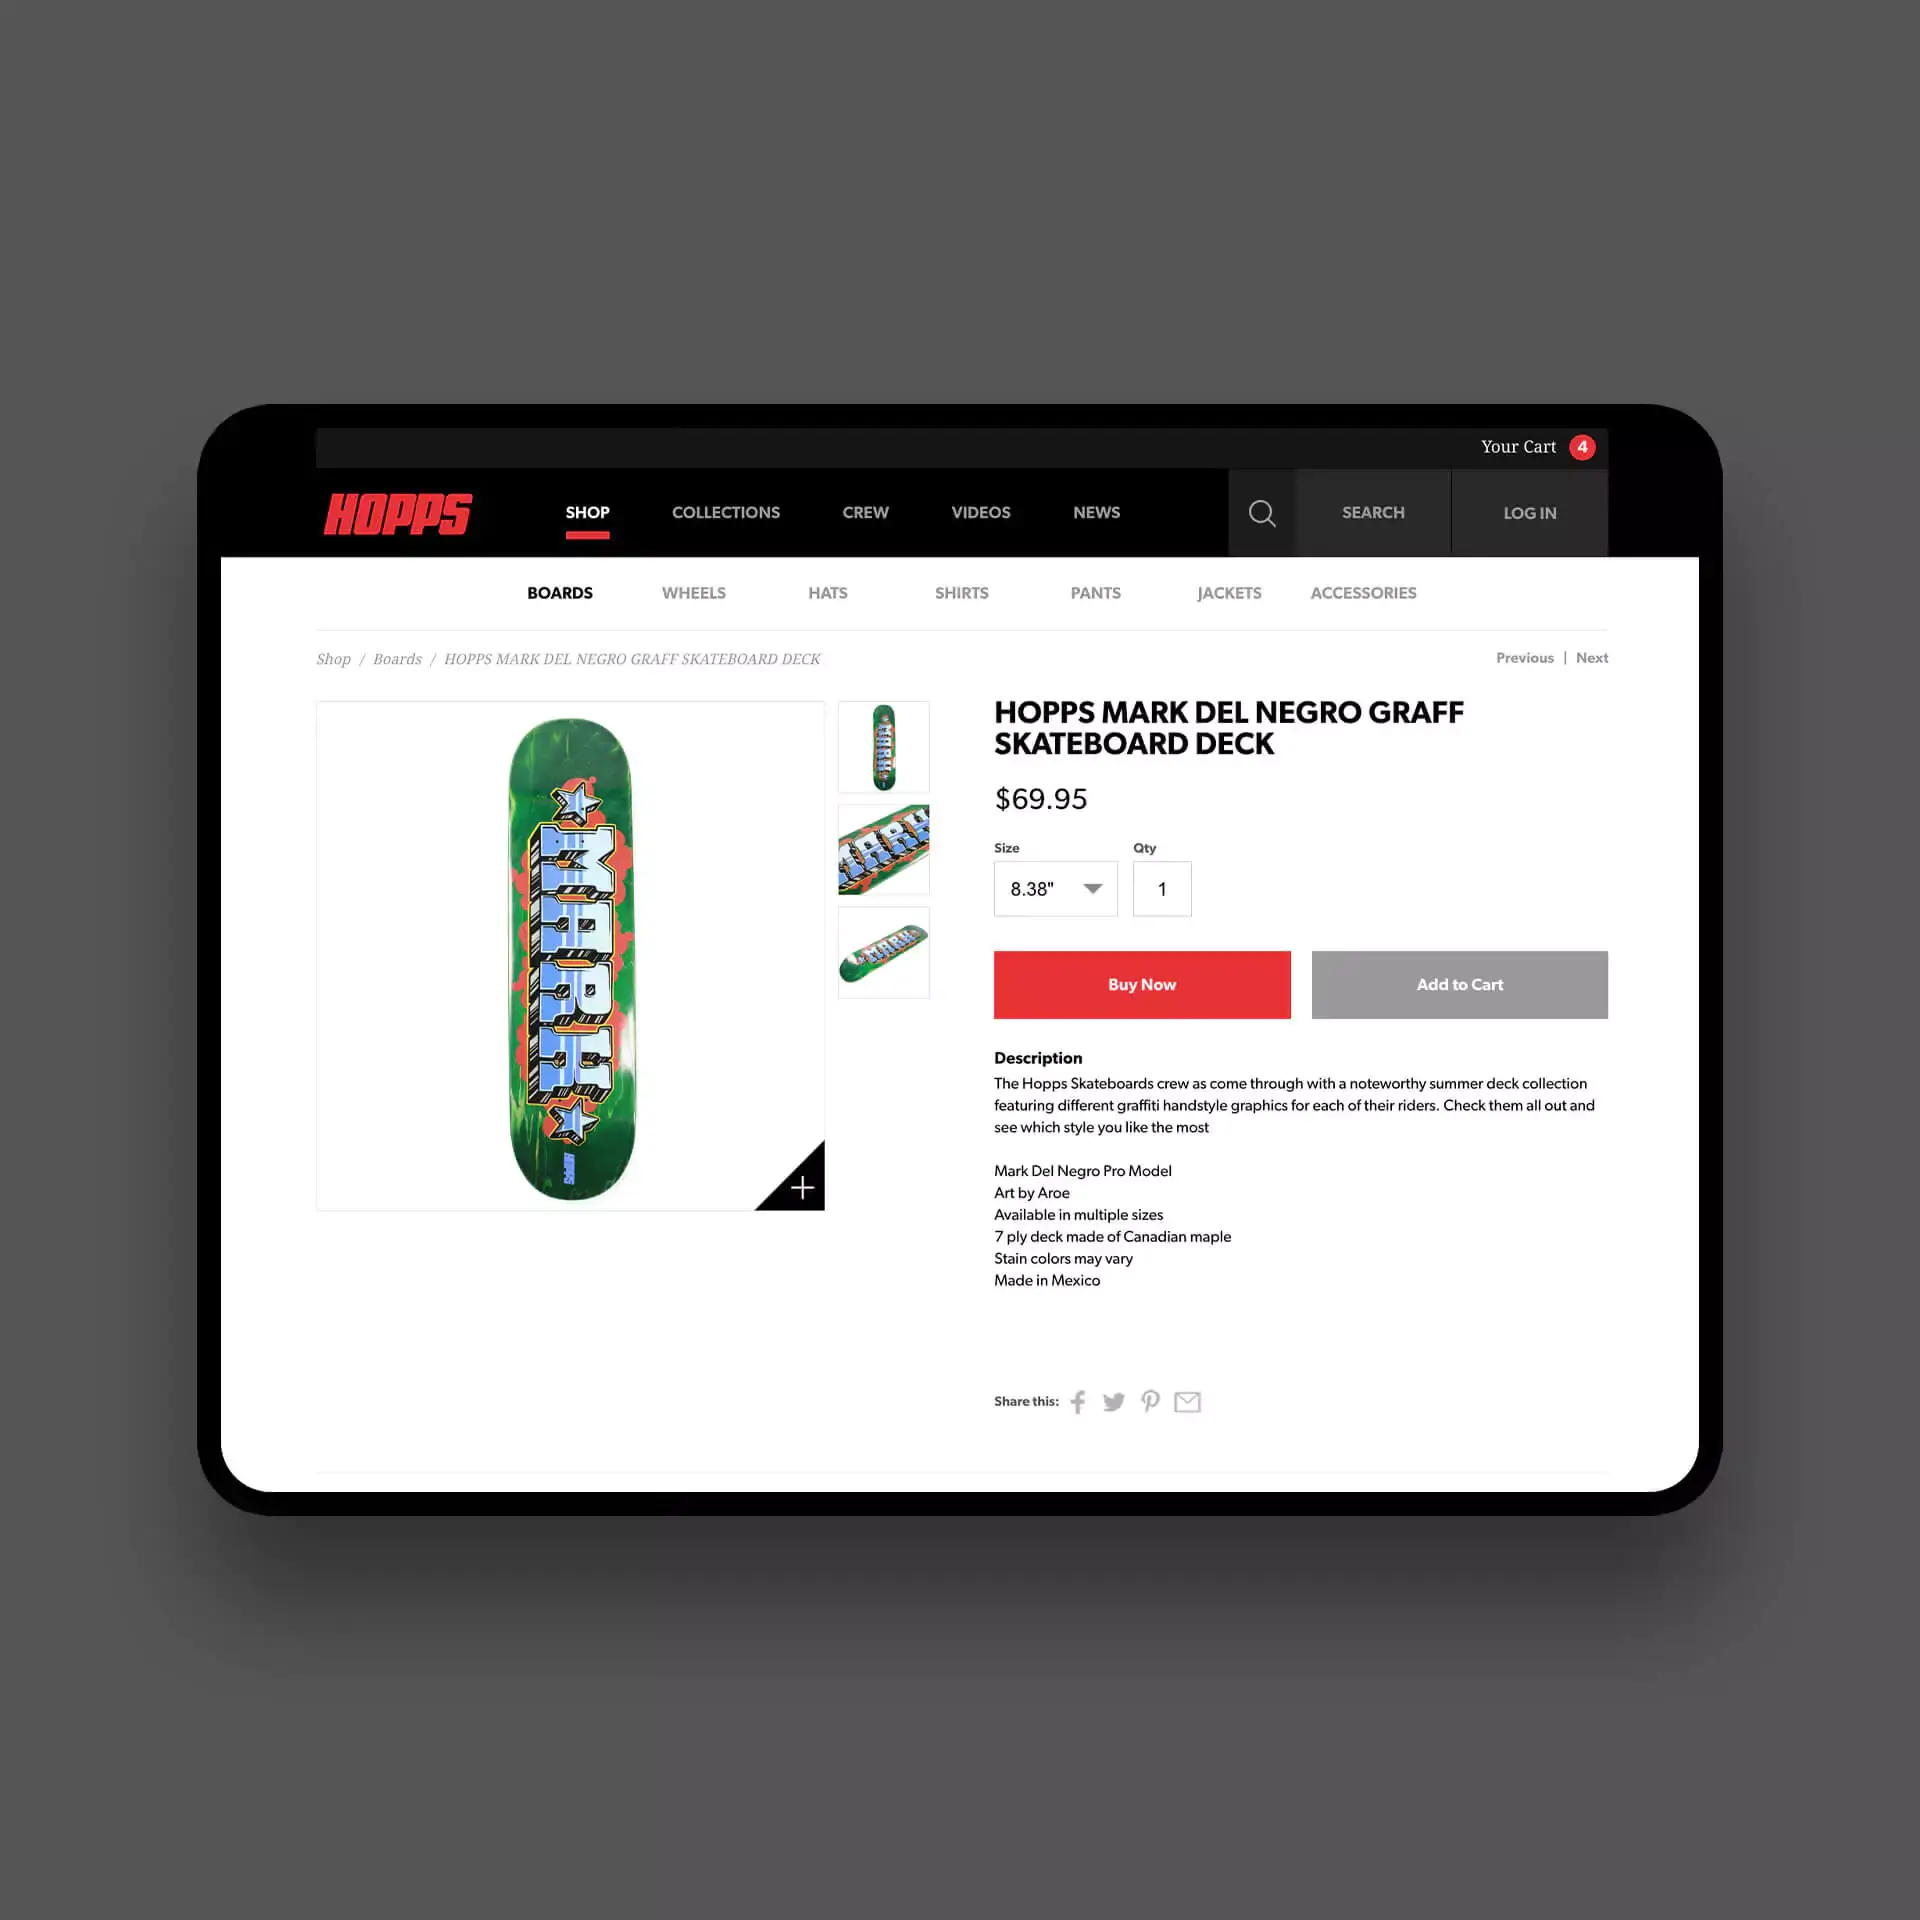 Your Cart 4
HOPPS
SHOP COLLECTIONS CREW VIDEOS NEWS SEARCH LOG IN
BOARDS WHEELS HATS SHIRTS PANTS JACKETS ACCESSORIES
Shop / Boards / HOPPS MARK DEL NEGRO GRAFF SKATEBOARD DECK
Previous | Next
MARK
HOPPS MARK DEL NEGRO GRAFF
SKATEBOARD DECK
$69.95
Size Qty
8.38" 1
Buy Now Add to Cart
Description
The Hopps Skateboards crew as come through with a noteworthy summer deck collection
featuring different graffiti handstyle graphics for each of their riders. Check them all out and
see which style you like the most
Mark Del Negro Pro Model
Art by Aroe
Available in multiple sizes
7 ply deck made of Canadian maple
Stain colors may vary
Made in Mexico
Share this: